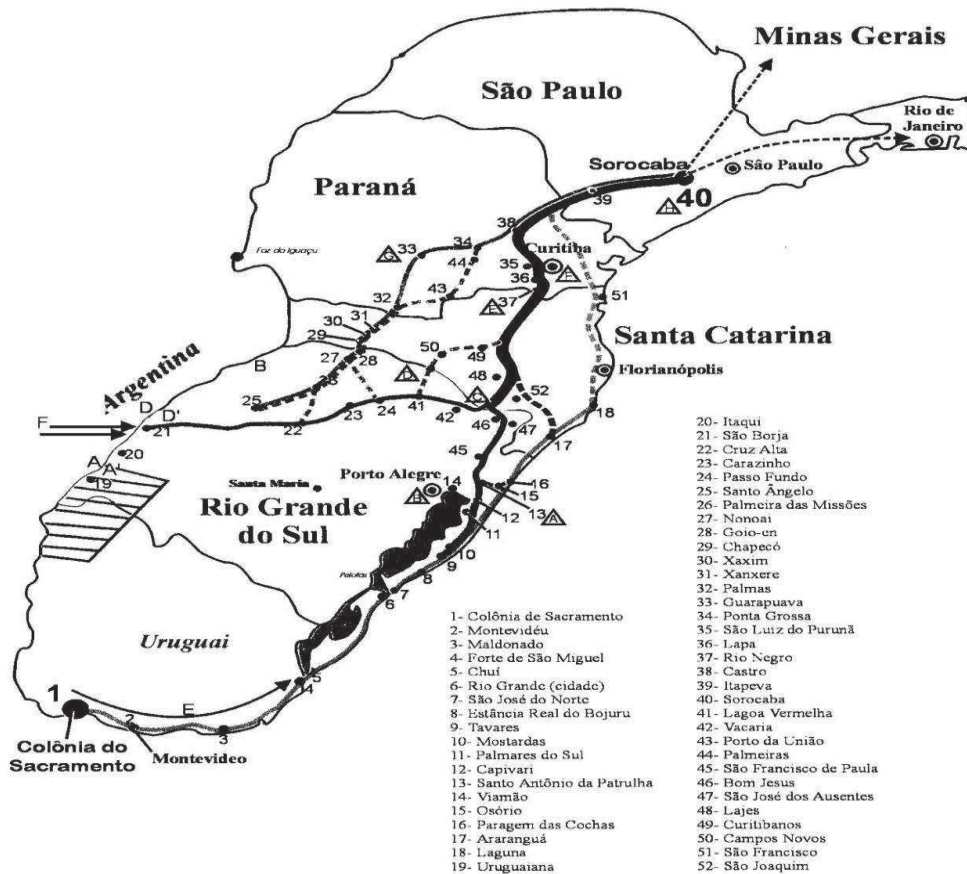 Minas Gerais
São Paulo
Rio de
Janeiro
Sorocaba
Sâo Paulo
Paraná
39
40
H
38
33
34
G
44
Curitiba
Foz do Iguaçu
35
36
F
43
51
32
37
E
31
30
Santa Catarina
29
B
28
50
49
27
Florianópolis
48
Argentina
26
52
C
25
41
18
D
D'
F
21
22
23
24
42
46
47
17
20
45
A
A'
19
Porto Alegre
14
16
Santa Maria
15
Rio Grande
do Sul
B
13
A
12
11
10
9
8
Pelotas
7
6
Uruguai
5
4
1
E
2
3
Colônia do
Sacramento
Montevideo
1- Colônia de Sacramento
2- Montevidéu
3- Maldonado
4- Forte de São Miguel
5- Chuí
6- Rio Grande (cidade)
7- São José do Norte
8- Estância Real do Bojuru
9- Tavares
10- Mostardas
11- Palmares do Sul
12- Capivari
13- Santo Antônio da Patrulha
14- Viamão
15- Osório
16- Paragem das Cochas
17- Araranguá
18- Laguna
19- Uruguaiana
20- Itaqui
21- São Borja
22- Cruz Alta
23- Carazinho
24- Passo Fundo
25- Santo Ângelo
26- Palmeira das Missões
27- Nonoai
28- Goio-en
29- Chapecó
30- Xaxim
31- Xanxere
32- Palmas
33- Guarapuava
34- Ponta Grossa
35- São Luiz do Purunã
36- Lapa
37- Rio Negro
38- Castro
39- Itapeva
40- Sorocaba
41- Lagoa Vermelha
42- Vacaria
43- Porto da União
44- Palmeiras
45- São Francisco de Paula
46- Bom Jesus
47- São José dos Ausentes
48- Lajes
49- Curitibanos
50- Campos Novos
51- São Francisco
52- São Joaquim